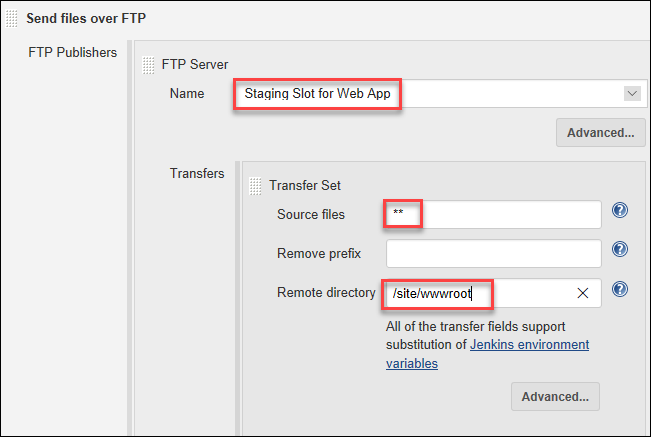 Send files over FTP
FTP Publishers
FTP Server
Name
Staging Slot for Web App
Advanced...
Transfers
Transfer Set
Source files
**
Remove prefix
Remote directory
/site/wwwroot
All of the transfer fields support
substitution of Jenkins environment
variables
Advanced...